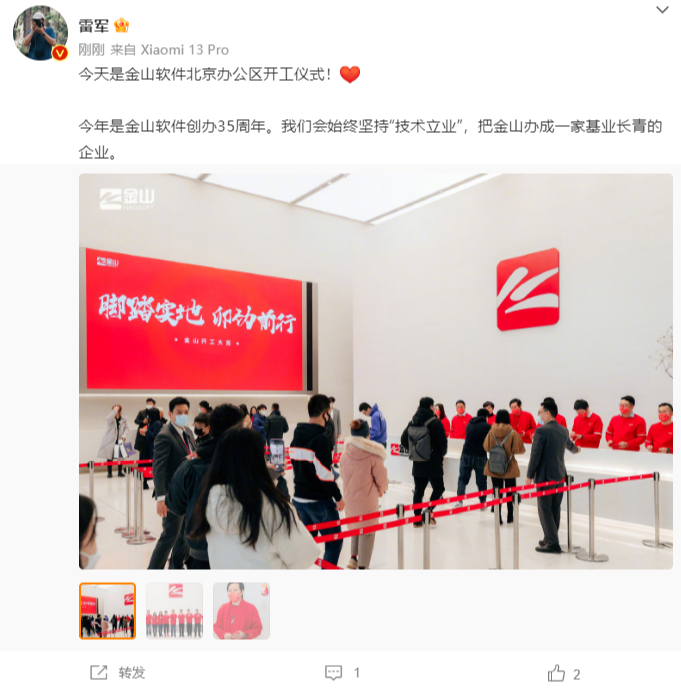 雷军
刚刚 来自 Xiaomi 13 Pro
今天是金山软件北京办公区开工仪式！
今年是金山软件创办35周年。我们会始终坚持“技术立业”，把金山办成一家基业长青的
企业。
金山
KINGSOFT
金山
脚踏实地 卯劲前行
金山开工大吉
转发
1
2